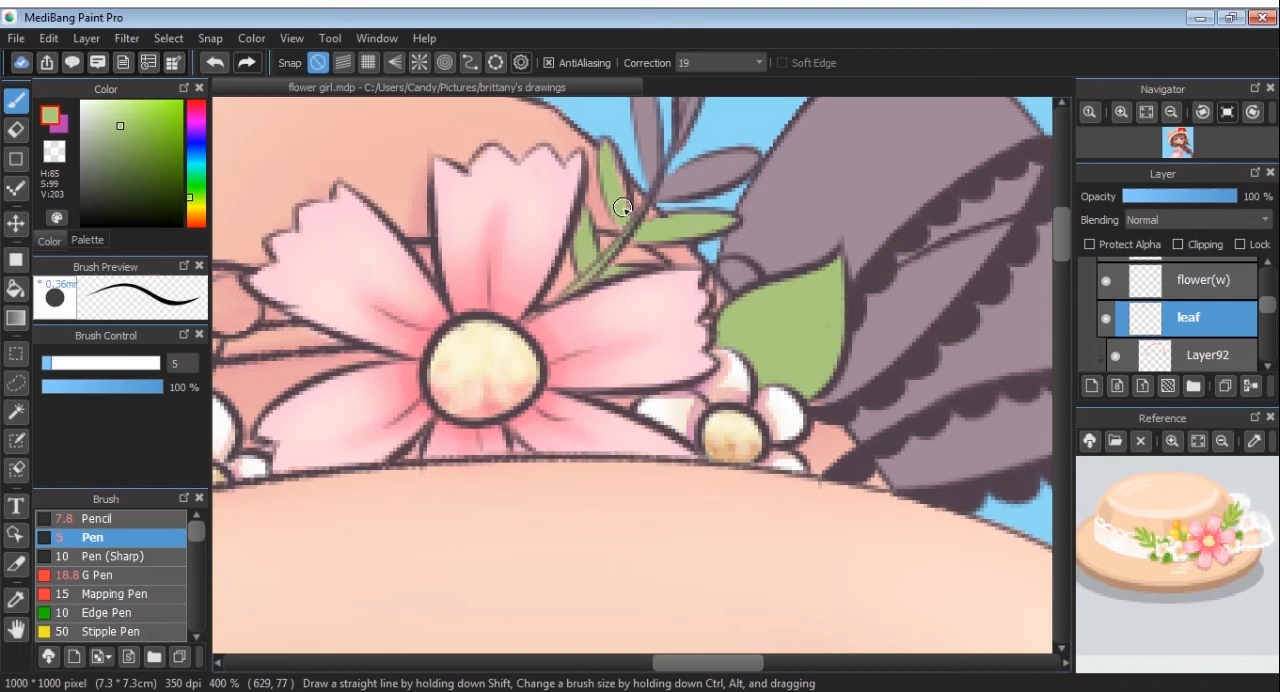 MediBang Paint Pro
File Edit Layer Filter Select Snap Color View Tool Window Help
Snap AntiAliasing Correction 19 Soft Edge
flower girl.mdp - C:/Users/Candy/Pictures/brittany's drawings
Color
H:85
S:99
V:203
Color Palette
Brush Preview
* 0.36mm
Brush Control
5
100 %
Brush
7.8 Pencil
5 Pen
10 Pen (Sharp)
18.8 G Pen
15 Mapping Pen
10 Edge Pen
50 Stipple Pen
Navigator
Layer
Opacity 100 %
Blending Normal
Protect Alpha Clipping Lock
flower(w)
leaf
Layer92
Reference
1000 * 1000 pixel (7.3 * 7.3cm) 350 dpi 400 % ( 629, 77 ) Draw a straight line by holding down Shift, Change a brush size by holding down Ctrl, Alt, and dragging